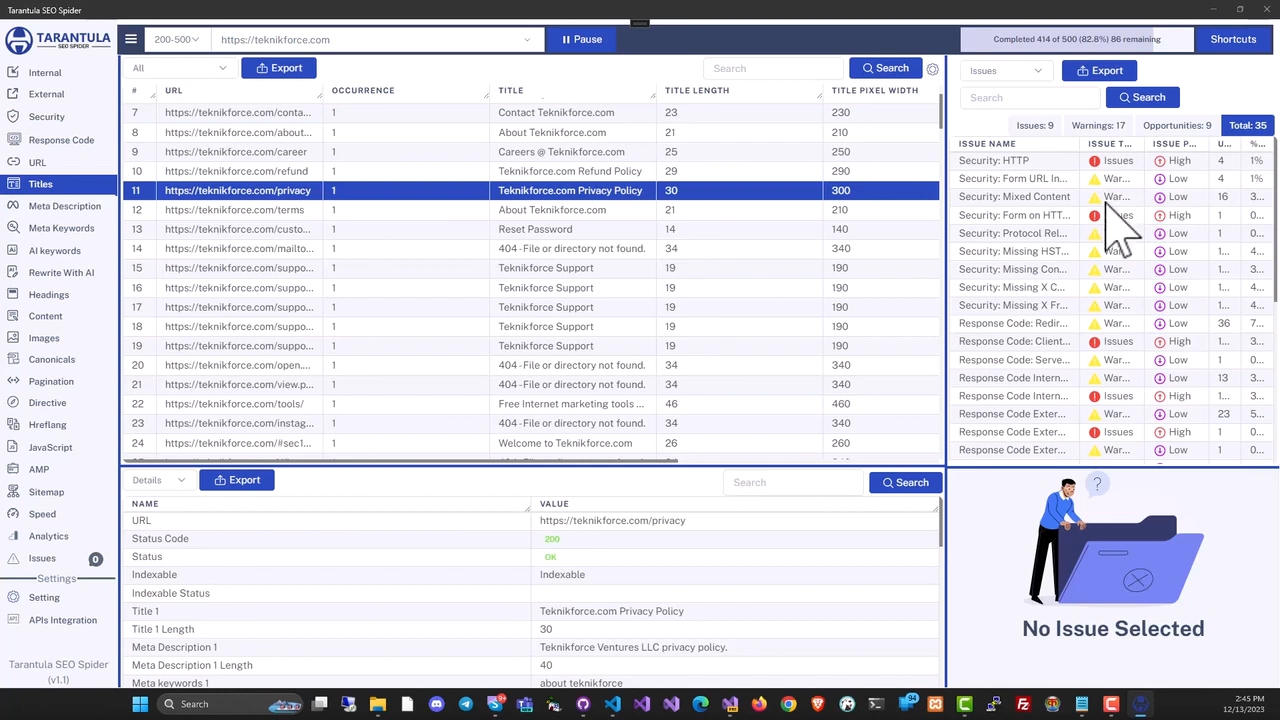 Tarantula SEO Spider
TARANTULA
SEO SPIDER
200-500
https://teknikforce.com
Pause
Completed 414 of 500 (82.8%) 86 remaining
Shortcuts
Internal
External
Security
Response Code
URL
Titles
Meta Description
Meta Keywords
AI keywords
Rewrite With AI
Headings
Content
Images
Canonicals
Pagination
Directive
Hreflang
JavaScript
AMP
Sitemap
Speed
Analytics
Issues 0
Settings
Setting
APIs Integration
Tarantula SEO Spider
(v1.1)
All Export Search Search
# URL OCCURRENCE TITLE TITLE LENGTH TITLE PIXEL WIDTH
7 https://teknikforce.com/conta... 1 Contact Teknikforce.com 23 230
8 https://teknikforce.com/about... 1 About Teknikforce.com 21 210
9 https://teknikforce.com/career 1 Careers @ Teknikforce.com 25 250
10 https://teknikforce.com/refund 1 Teknikforce.com Refund Policy 29 290
11 https://teknikforce.com/privacy 1 Teknikforce.com Privacy Policy 30 300
12 https://teknikforce.com/terms 1 About Teknikforce.com 21 210
13 https://teknikforce.com/custo... 1 Reset Password 14 140
14 https://teknikforce.com/mailto... 1 404 - File or directory not found. 34 340
15 https://teknikforce.com/suppo... 1 Teknikforce Support 19 190
16 https://teknikforce.com/suppo... 1 Teknikforce Support 19 190
17 https://teknikforce.com/suppo... 1 Teknikforce Support 19 190
18 https://teknikforce.com/suppo... 1 Teknikforce Support 19 190
19 https://teknikforce.com/suppo... 1 Teknikforce Support 19 190
20 https://teknikforce.com/open.... 1 404 - File or directory not found. 34 340
21 https://teknikforce.com/view.p... 1 404 - File or directory not found. 34 340
22 https://teknikforce.com/tools/ 1 Free Internet marketing tools ... 46 460
23 https://teknikforce.com/instag... 1 404 - File or directory not found. 34 340
24 https://teknikforce.com/#sec1... 1 Welcome to Teknikforce.com 26 260
Details Export Search Search
NAME VALUE
URL https://teknikforce.com/privacy
Status Code 200
Status OK
Indexable Indexable
Indexable Status
Title 1 Teknikforce.com Privacy Policy
Title 1 Length 30
Meta Description 1 Teknikforce Ventures LLC privacy policy.
Meta Description 1 Length 40
Meta keywords 1 about teknikforce
Issues Export
Search Search
Issues: 9 Warnings: 17 Opportunities: 9 Total: 35
ISSUE NAME ISSUE T... ISSUE P... U... %...
Security: HTTP Issues High 4 1%
Security: Form URL In... War... Low 4 1%
Security: Mixed Content War... Low 16 3...
Security: Form on HTT... es High 1 0...
Security: Protocol Rel... Low 1 0...
Security: Missing HST... War... Low 1... 4...
Security: Missing Con... War... Low 1... 3...
Security: Missing X C... War... Low 1... 4...
Security: Missing X Fr... War... Low 1... 4...
Response Code: Redir... War... Low 36 7...
Response Code: Client... Issues High 1... 3...
Response Code: Serve... War... Low 1 0...
Response Code Intern... War... Low 13 3...
Response Code Intern... Issues High 1... 3...
Response Code Exter... War... Low 23 5...
Response Code Exter... Issues High 1 0...
Response Code Exter... War... Low 1 0...
?
No Issue Selected
Search
9+
94
2:45 PM
12/13/2023